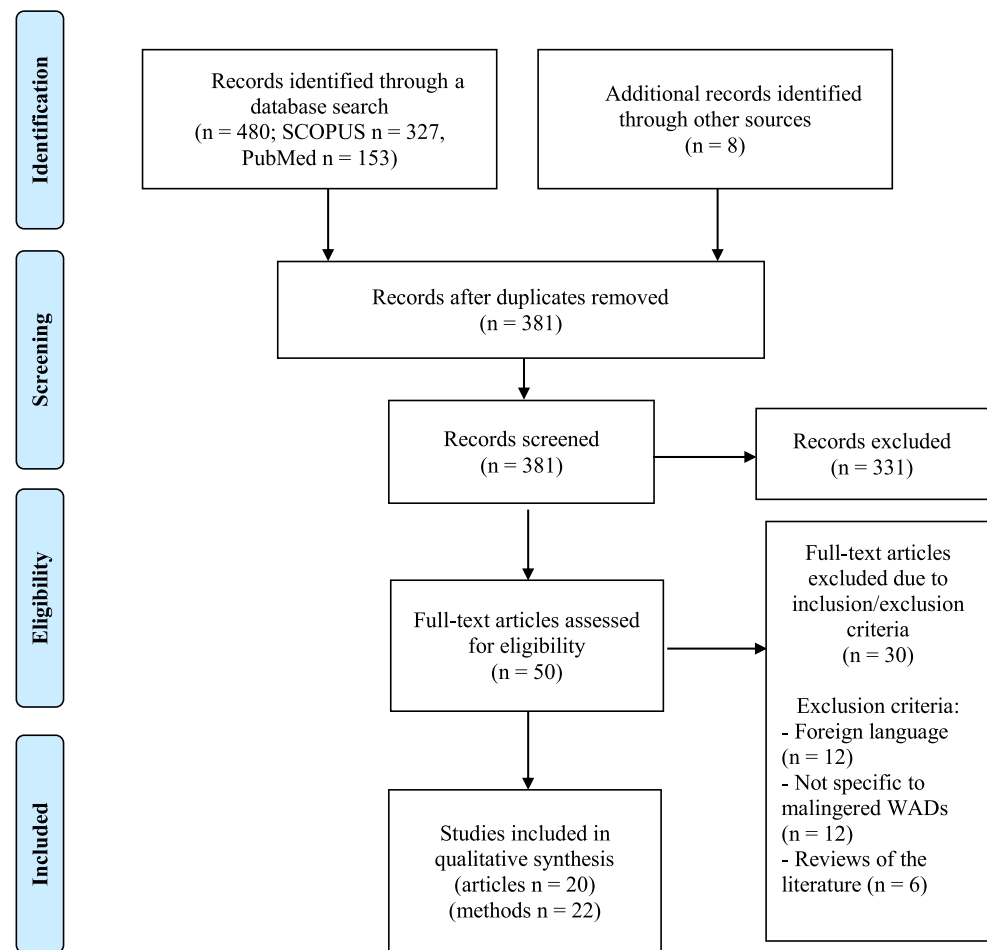 Identification
Records identified through a
database search
(n = 480; SCOPUS n = 327,
PubMed n = 153)
Additional records identified
through other sources
(n = 8)
Screening
Records after duplicates removed
(n = 381)
Records screened
(n = 381)
Records excluded
(n = 331)
Eligibility
Full-text articles assessed
for eligibility
(n = 50)
Full-text articles
excluded due to
inclusion/exclusion
criteria
(n = 30)
Exclusion criteria:
- Foreign language
(n = 12)
- Not specific to
malingered WADs
(n = 12)
- Reviews of the
literature (n = 6)
Included
Studies included in
qualitative synthesis
(articles n = 20)
(methods n = 22)